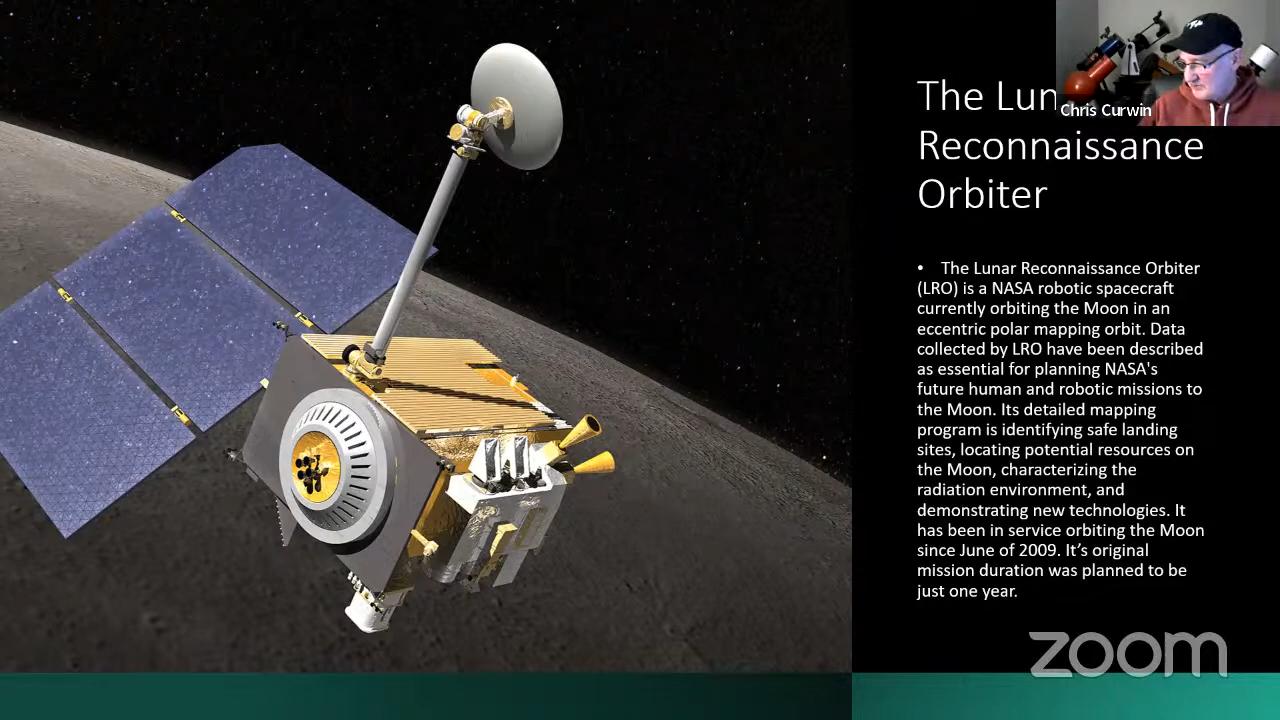 The Lun
Chris Curwin
Reconnaissance
Orbiter
• The Lunar Reconnaissance Orbiter
(LRO) is a NASA robotic spacecraft
currently orbiting the Moon in an
eccentric polar mapping orbit. Data
collected by LRO have been described
as essential for planning NASA's
future human and robotic missions to
the Moon. Its detailed mapping
program is identifying safe landing
sites, locating potential resources on
the Moon, characterizing the
radiation environment, and
demonstrating new technologies. It
has been in service orbiting the Moon
since June of 2009. It’s original
mission duration was planned to be
just one year.
zoom